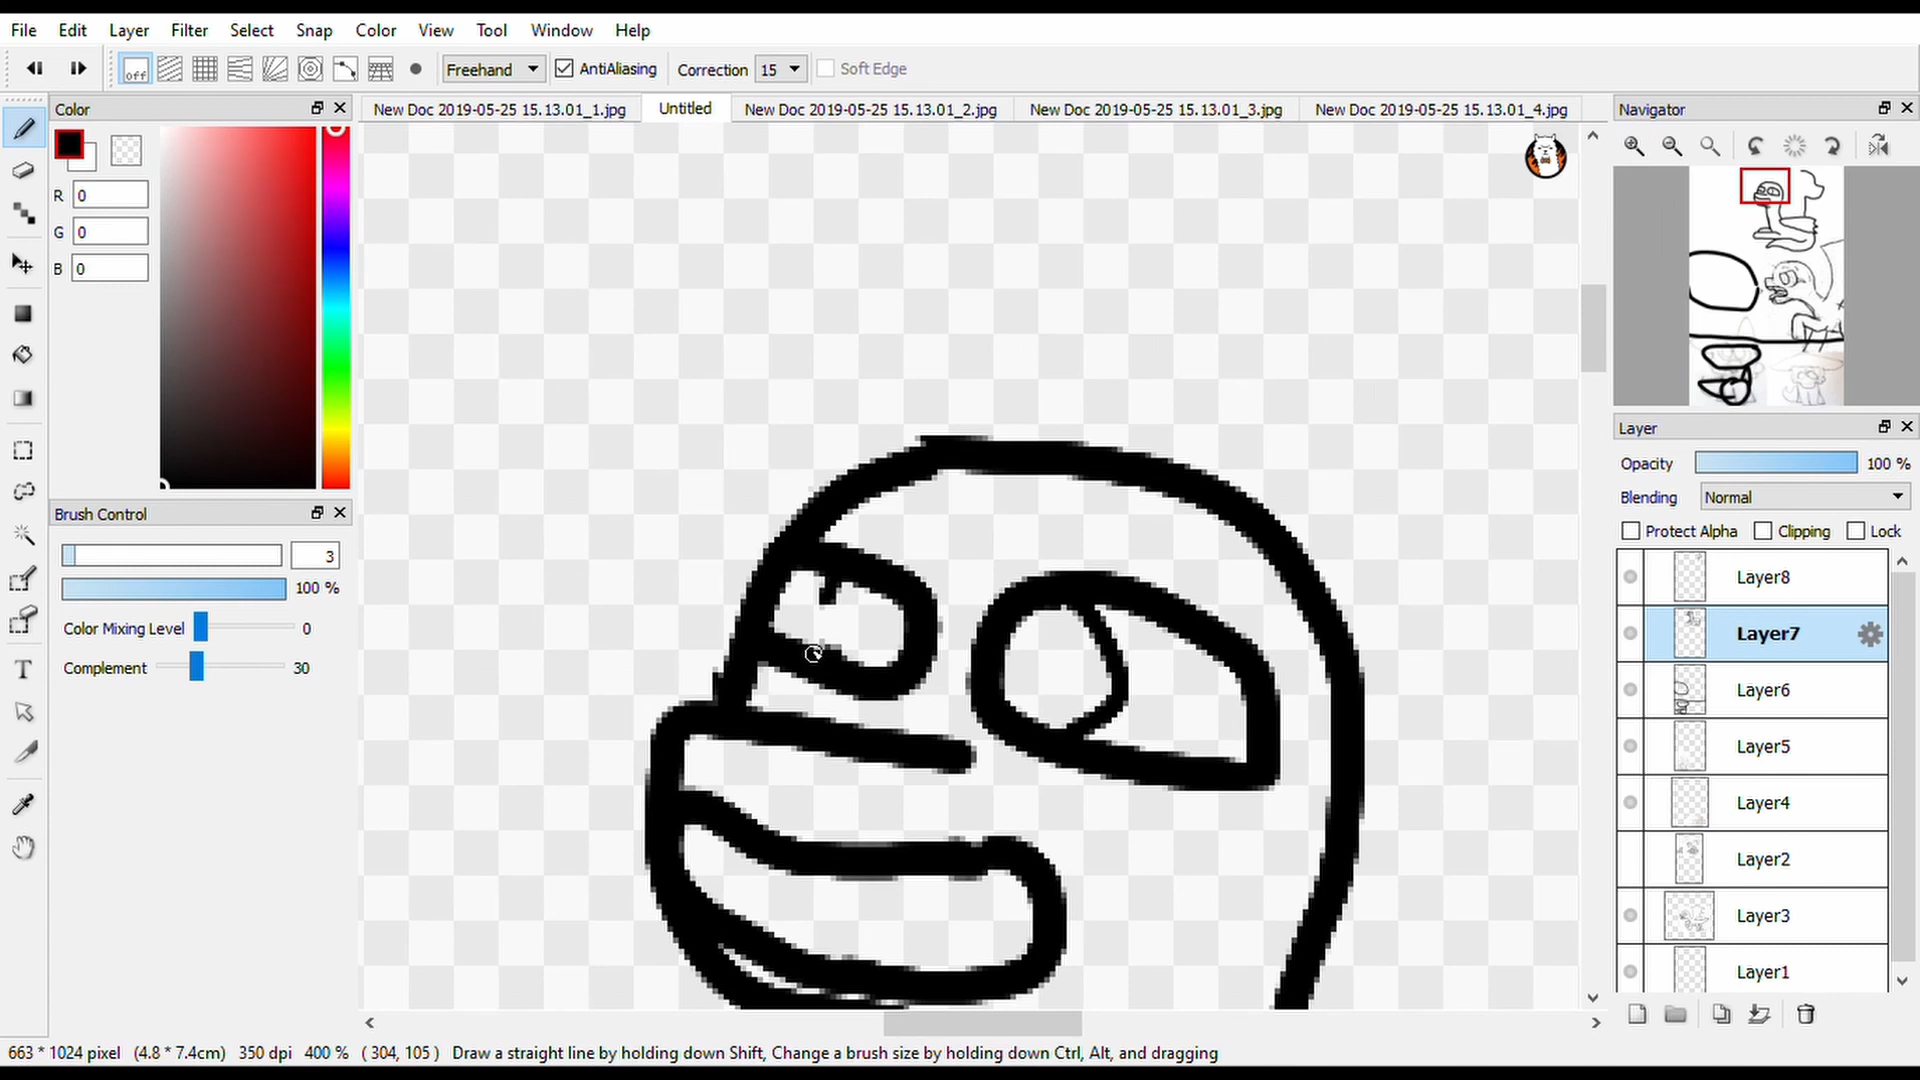 File Edit Layer Filter Select Snap Color View Tool Window Help
off Freehand AntiAliasing Correction 15 Soft Edge
Color
New Doc 2019-05-25 15.13.01_1.jpg Untitled New Doc 2019-05-25 15.13.01_2.jpg New Doc 2019-05-25 15.13.01_3.jpg New Doc 2019-05-25 15.13.01_4.jpg
Navigator
R 0
G 0
B 0
Layer
Opacity 100 %
Blending Normal
Protect Alpha Clipping Lock
Brush Control
3
100 %
Color Mixing Level 0
Complement 30
T
Layer8
Layer7
Layer6
Layer5
Layer4
Layer2
Layer3
Layer1
663 * 1024 pixel (4.8 * 7.4cm) 350 dpi 400 % ( 304, 105 ) Draw a straight line by holding down Shift, Change a brush size by holding down Ctrl, Alt, and dragging